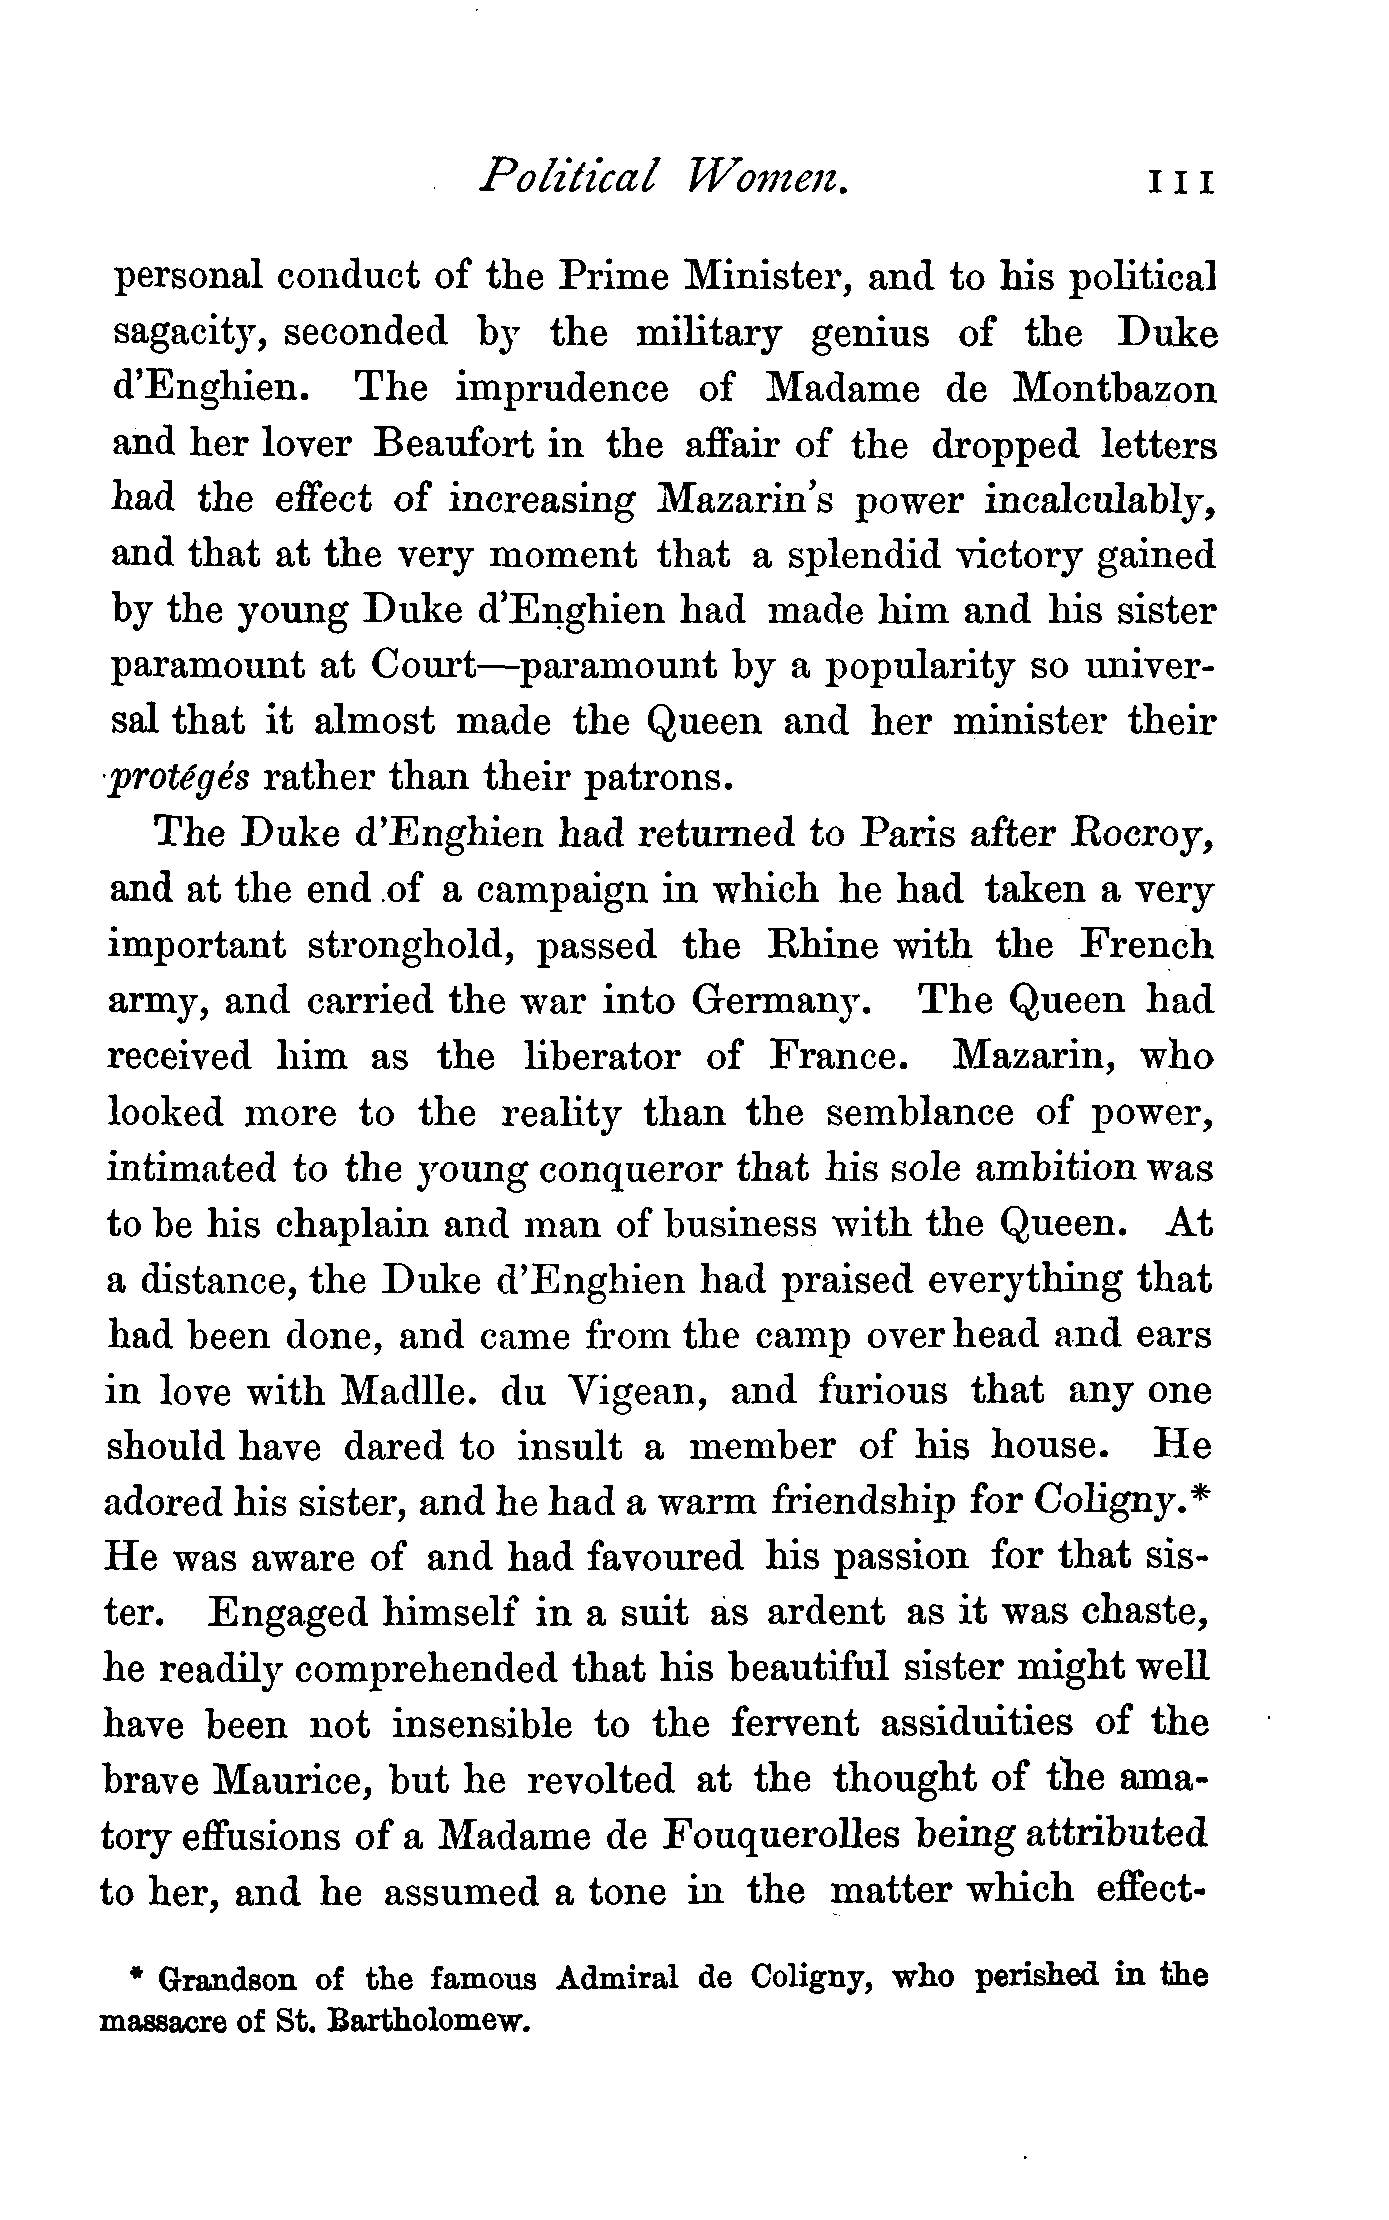 Political Women. 111
personal conduct of the Prime Minister, and to his political
sagacity, seconded by the military genius of the Duke
d'Enghien. The imprudence of Madame de Montbazon
and her lover Beaufort in the affair of the dropped letters
had the effect of increasing Mazarin's power incalculably,
and that at the very moment that a splendid victory gained
by the young Duke d'Enghien had made him and his sister
paramount at Court—paramount by a popularity so univer-
sal that it almost made the Queen and her minister their
protégés rather than their patrons.
The Duke d'Enghien had returned to Paris after Rocroy,
and at the end of a campaign in which he had taken a very
important stronghold, passed the Rhine with the French
army, and carried the war into Germany. The Queen had
received him as the liberator of France. Mazarin, who
looked more to the reality than the semblance of power,
intimated to the young conqueror that his sole ambition was
to be his chaplain and man of business with the Queen. At
a distance, the Duke d'Enghien had praised everything that
had been done, and came from the camp over head and ears
in love with Madlle. du Vigean, and furious that any one
should have dared to insult a member of his house. He
adored his sister, and he had a warm friendship for Coligny.*
He was aware of and had favoured his passion for that sis-
ter. Engaged himself in a suit as ardent as it was chaste,
he readily comprehended that his beautiful sister might well
have been not insensible to the fervent assiduities of the
brave Maurice, but he revolted at the thought of the ama-
tory effusions of a Madame de Fouquerolles being attributed
to her, and he assumed a tone in the matter which effect-
* Grandson of the famous Admiral de Coligny, who perished in the
massacre of St. Bartholomew.